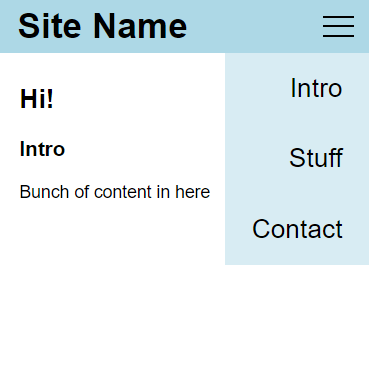 Site Name
Hi!
Intro
Bunch of content in here
Intro
Stuff
Contact